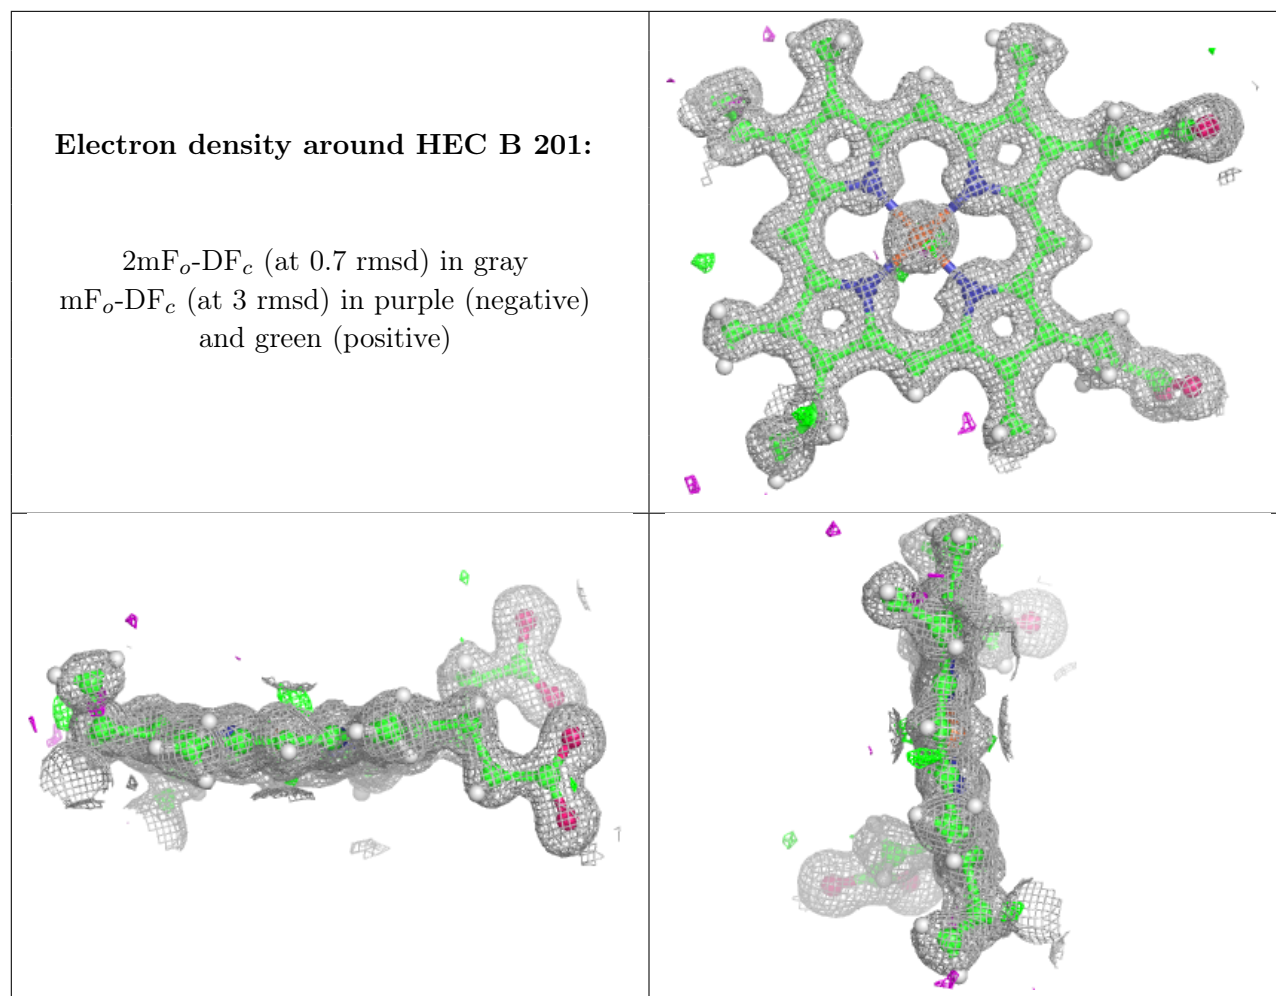 Electron density around HEC B 201:
2mFo-DFc (at 0.7 rmsd) in gray
mFo-DFc (at 3 rmsd) in purple (negative)
and green (positive)